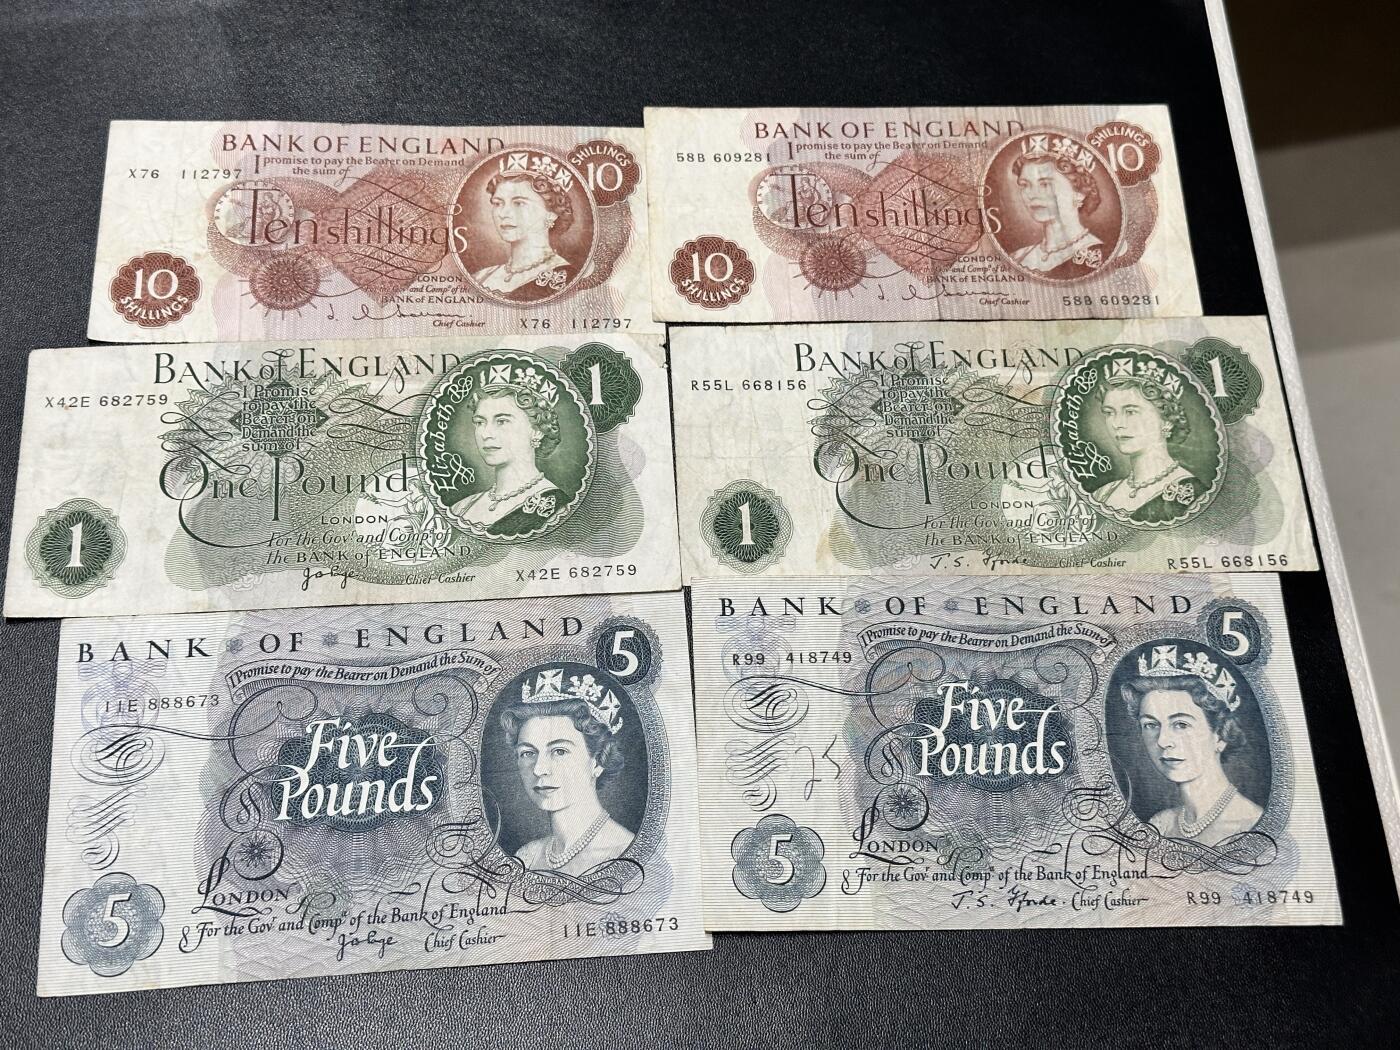 BANK OF ENGLAND
I promise to pay the Bearer on Demand
the sum of
X76 112797
Ten shillings
10
SHILLINGS
10
SHILLINGS
LONDON
For the Gov. and Comp.a of the
BANK OF ENGLAND
Chief Cashier
X76 112797
BANK OF ENGLAND
I promise to pay the Bearer on Demand
the sum of
58B 609281
Ten shillings
10
SHILLINGS
10
SHILLINGS
LONDON
For the Gov. and Comp.a of the
BANK OF ENGLAND
Chief Cashier
58B 609281
BANK of ENGLAND
X42E 682759
I Promise
to pay the
Bearer on
Demand the
sum of
One Pound
Elizabeth
1
1
LONDON
For the Gov.r and Comp.a of
the BANK OF ENGLAND
J B Page
Chief Cashier
X42E 682759
BANK of ENGLAND
R55L 668156
I Promise
to pay the
Bearer on
Demand the
sum of
One Pound
Elizabeth
1
1
LONDON
For the Gov.r and Comp.a of
the BANK OF ENGLAND
J. S. Fforde
Chief Cashier
R55L 668156
BANK OF ENGLAND
5
I Promise to pay the Bearer on Demand the Sum of
11E 888673
Five
Pounds
LONDON
5
For the Gov.r and Comp.a of the Bank of England
J B Page
Chief Cashier
11E 888673
BANK OF ENGLAND
5
I Promise to pay the Bearer on Demand the Sum of
R99 418749
Five
Pounds
25
LONDON
5
For the Gov.r and Comp.a of the Bank of England
J. S. Fforde.
Chief Cashier
R99 418749